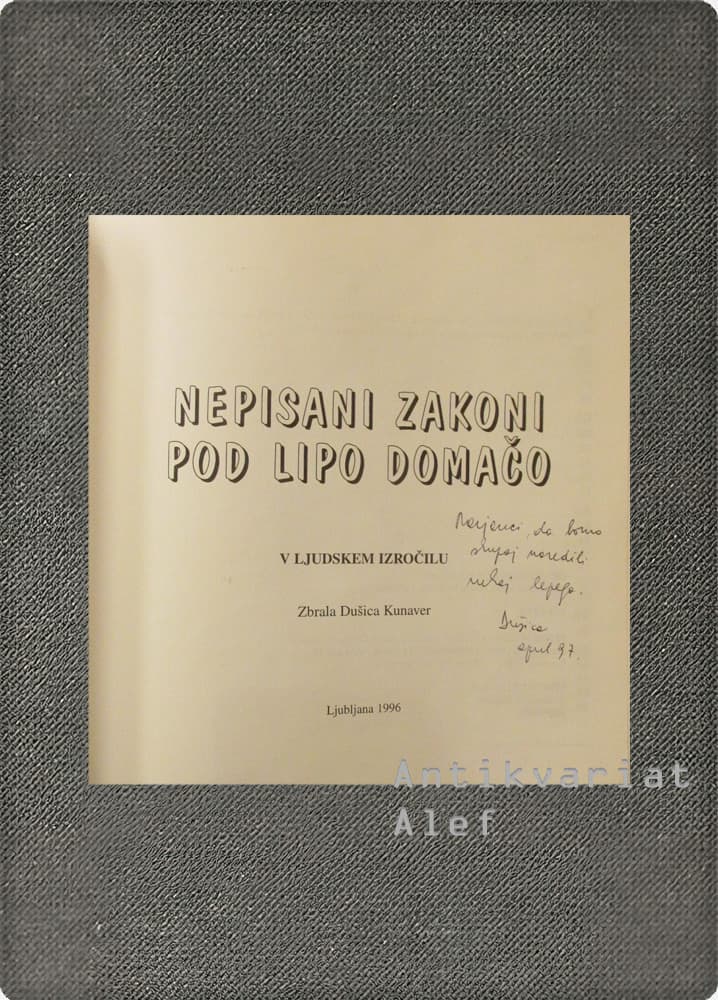 NEPISANI ZAKONI
POD LIPO DOMAČO
V LJUDSKEM IZROČILU
Zbrala Dušica Kunaver
Marjenci, da bomo
skupaj naredili
nekaj lepega.
Dušica
april 97.
Ljubljana 1996
Antikvariat
Alef